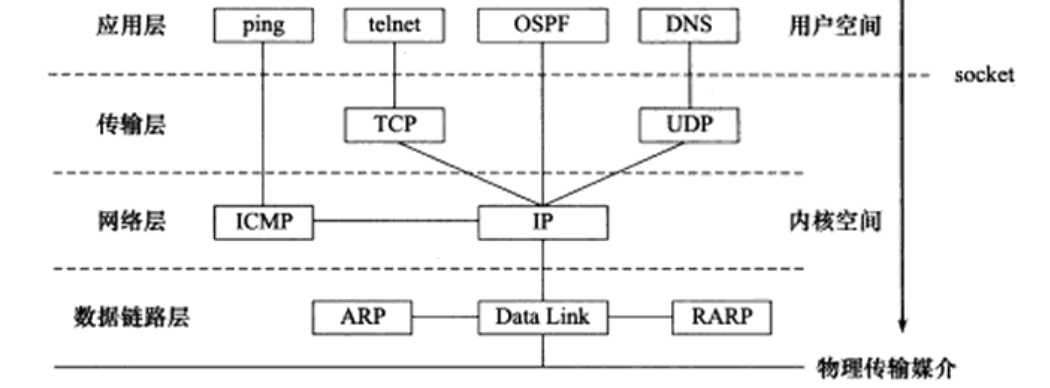 应用层 ping telnet OSPF DNS 用户空间
socket
传输层 TCP UDP
网络层 ICMP IP 内核空间
数据链路层 ARP Data Link RARP
物理传输媒介